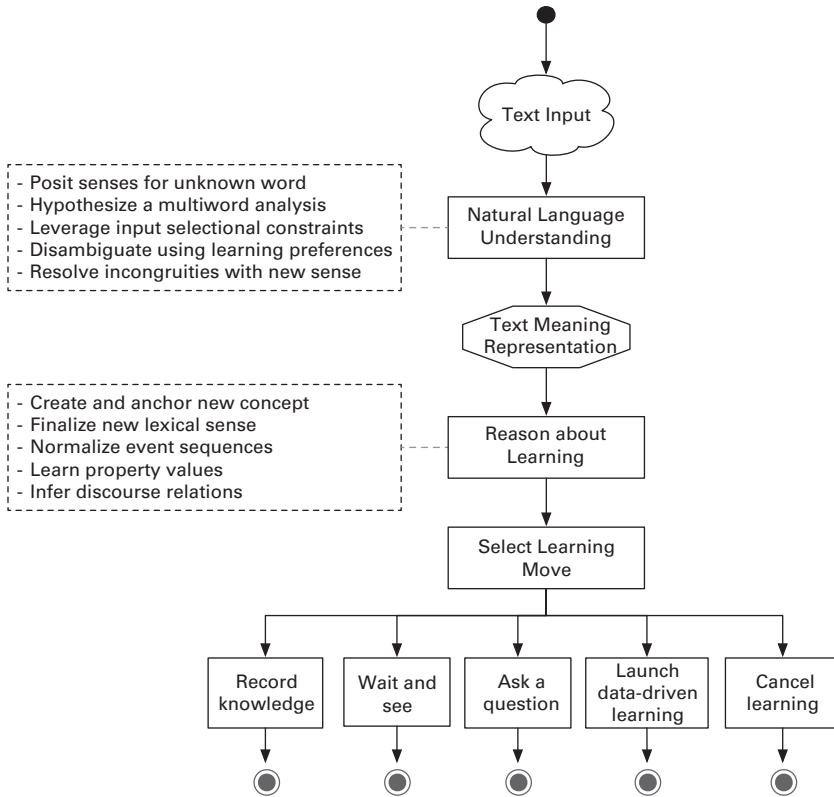 Text Input
- Posit senses for unknown word
- Hypothesize a multiword analysis
- Leverage input selectional constraints
- Disambiguate using learning preferences
- Resolve incongruities with new sense
Natural Language
Understanding
Text Meaning
Representation
- Create and anchor new concept
- Finalize new lexical sense
- Normalize event sequences
- Learn property values
- Infer discourse relations
Reason about
Learning
Select Learning
Move
Record
knowledge
Wait and
see
Ask a
question
Launch
data-driven
learning
Cancel
learning